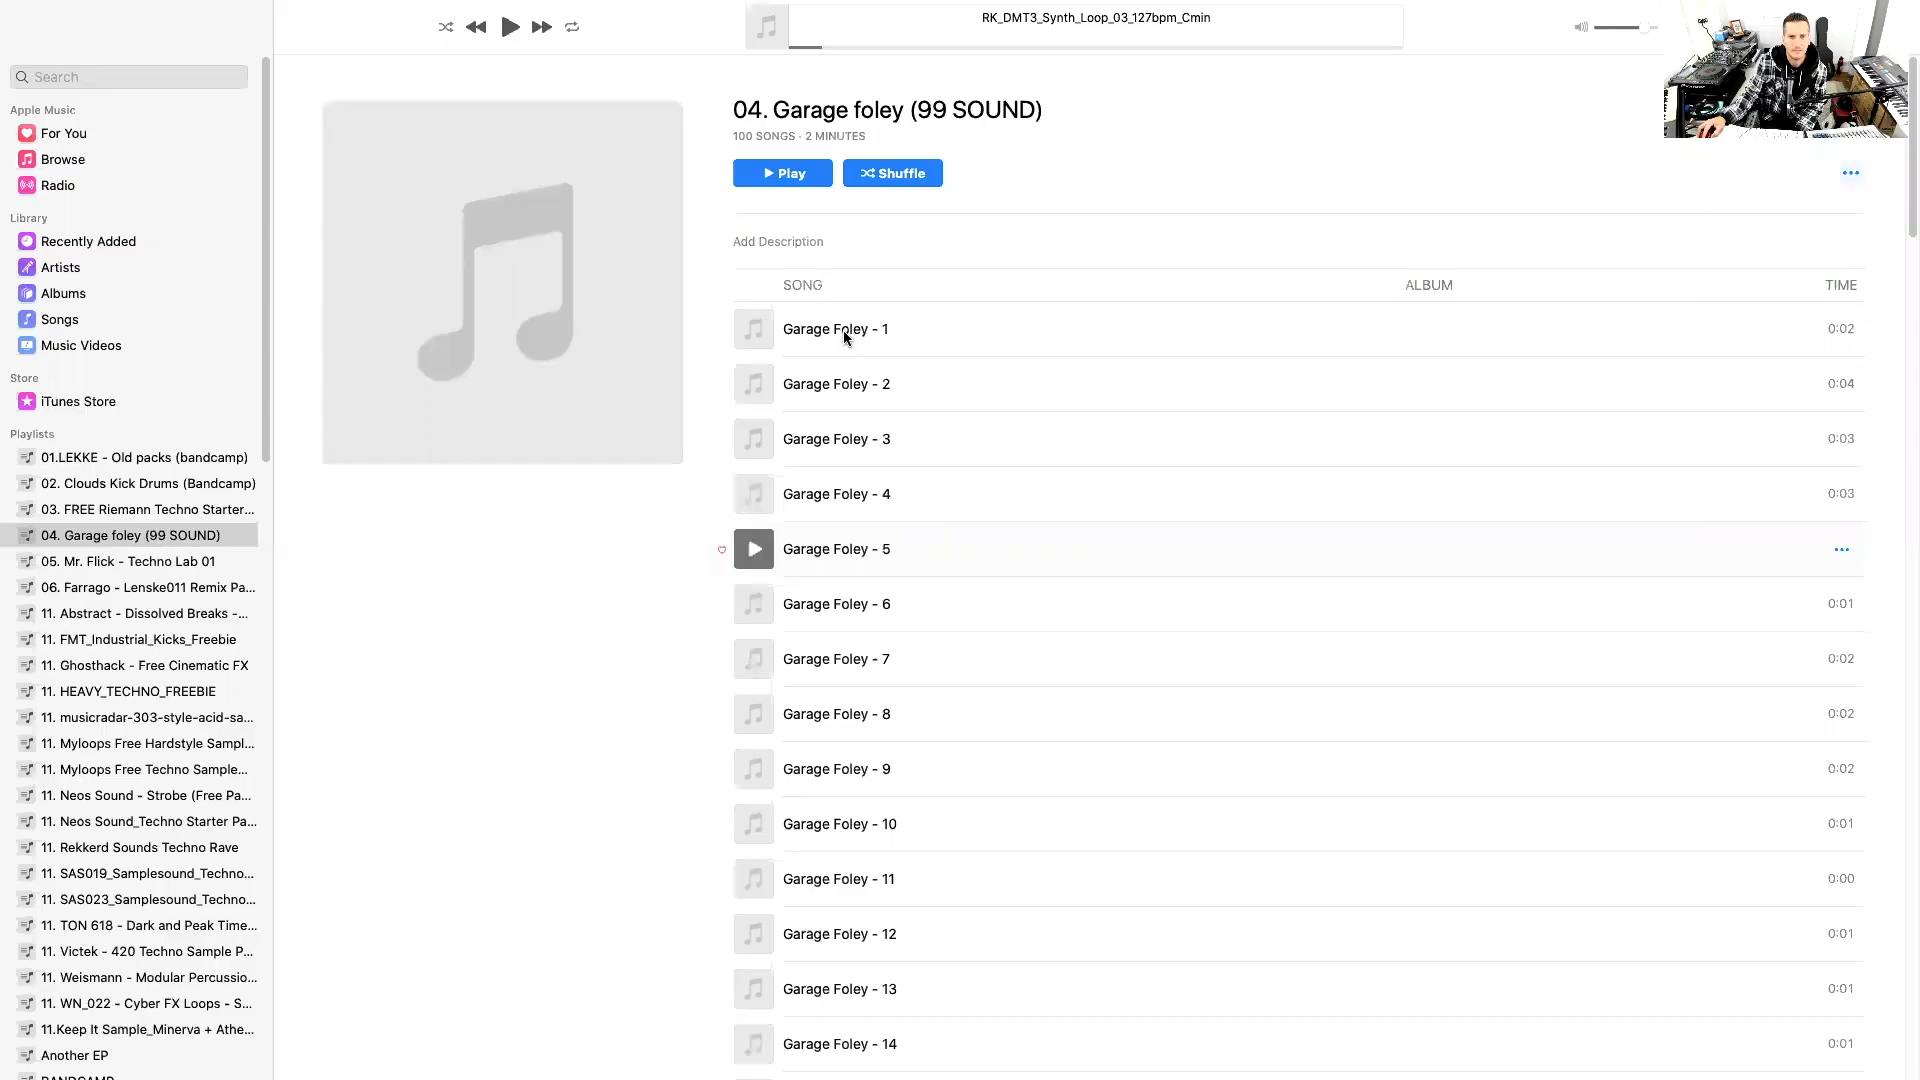 RK_DMT3_Synth_Loop_03_127bpm_Cmin
Search
Apple Music
For You
Browse
Radio
Library
Recently Added
Artists
Albums
Songs
Music Videos
Store
iTunes Store
Playlists
01.LEKKE - Old packs (bandcamp)
02. Clouds Kick Drums (Bandcamp)
03. FREE Riemann Techno Starter...
04. Garage foley (99 SOUND)
05. Mr. Flick - Techno Lab 01
06. Farrago - Lenske011 Remix Pa...
11. Abstract - Dissolved Breaks -...
11. FMT_Industrial_Kicks_Freebie
11. Ghosthack - Free Cinematic FX
11. HEAVY_TECHNO_FREEBIE
11. musicradar-303-style-acid-sa...
11. Myloops Free Hardstyle Sampl...
11. Myloops Free Techno Sample...
11. Neos Sound - Strobe (Free Pa...
11. Neos Sound_Techno Starter Pa...
11. Rekkerd Sounds Techno Rave
11. SAS019_Samplesound_Techno...
11. SAS023_Samplesound_Techno...
11. TON 618 - Dark and Peak Time...
11. Victek - 420 Techno Sample P...
11. Weismann - Modular Percussio...
11. WN_022 - Cyber FX Loops - S...
11.Keep It Sample_Minerva + Athe...
Another EP
BANDCAMP
04. Garage foley (99 SOUND)
100 SONGS · 2 MINUTES
Play Shuffle
Add Description
SONG ALBUM TIME
Garage Foley - 1 0:02
Garage Foley - 2 0:04
Garage Foley - 3 0:03
Garage Foley - 4 0:03
Garage Foley - 5
Garage Foley - 6 0:01
Garage Foley - 7 0:02
Garage Foley - 8 0:02
Garage Foley - 9 0:02
Garage Foley - 10 0:01
Garage Foley - 11 0:00
Garage Foley - 12 0:01
Garage Foley - 13 0:01
Garage Foley - 14 0:01